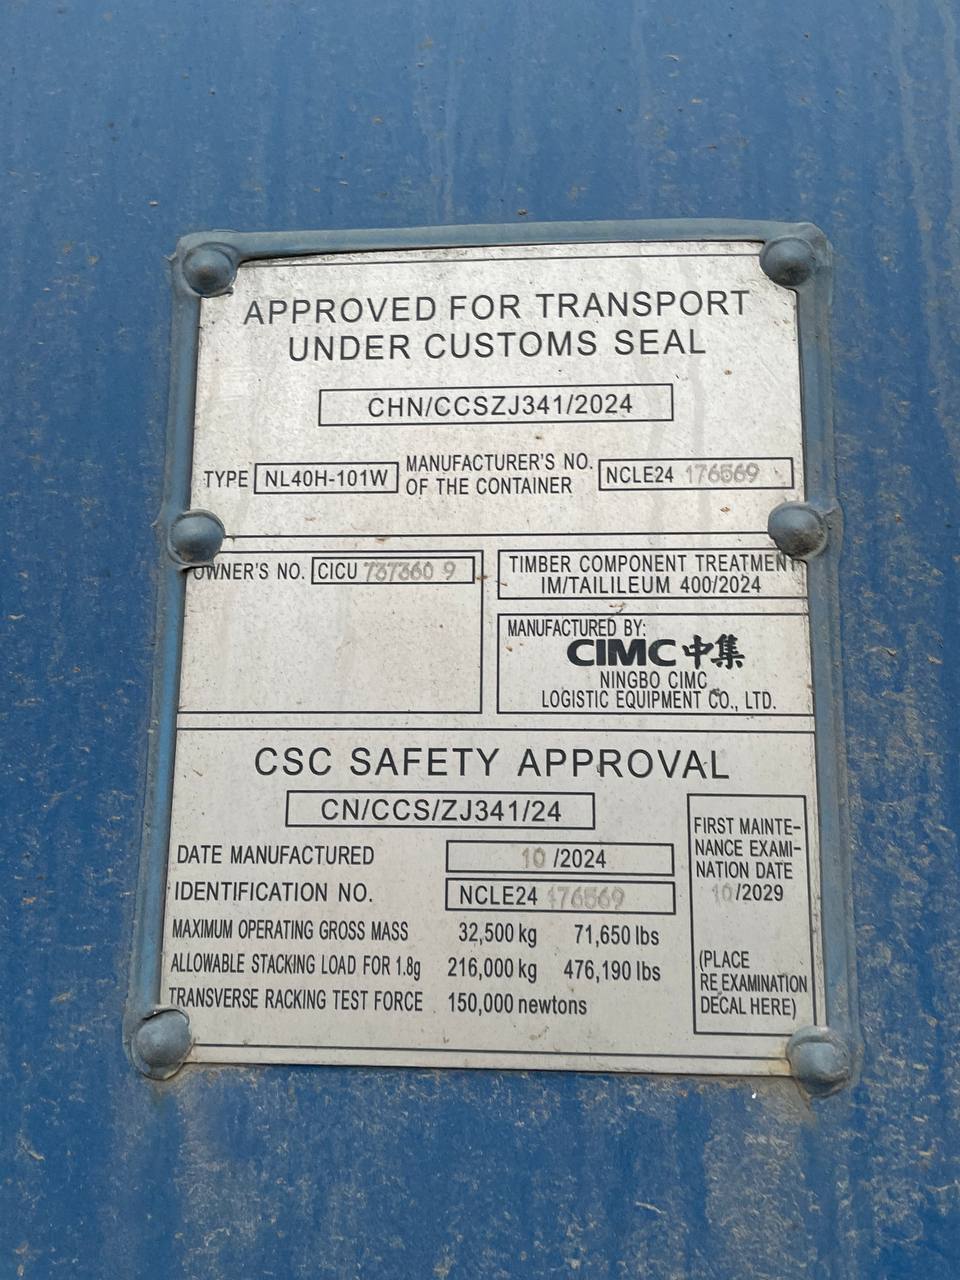 APPROVED FOR TRANSPORT
UNDER CUSTOMS SEAL
CHN/CCSZJ341/2024
TYPE NL40H-101W MANUFACTURER'S NO. OF THE CONTAINER NCLE24 176569
OWNER'S NO. CICU 737360 9
TIMBER COMPONENT TREATMENT
IM/TAILILEUM 400/2024
MANUFACTURED BY:
CIMC 中集
NINGBO CIMC
LOGISTIC EQUIPMENT CO., LTD.
CSC SAFETY APPROVAL
CN/CCS/ZJ341/24
DATE MANUFACTURED 10 /2024
IDENTIFICATION NO. NCLE24 176569
MAXIMUM OPERATING GROSS MASS 32,500 kg 71,650 lbs
ALLOWABLE STACKING LOAD FOR 1.8g 216,000 kg 476,190 lbs
TRANSVERSE RACKING TEST FORCE 150,000 newtons
FIRST MAINTE-
NANCE EXAMI-
NATION DATE
10/2029
(PLACE
RE EXAMINATION
DECAL HERE)